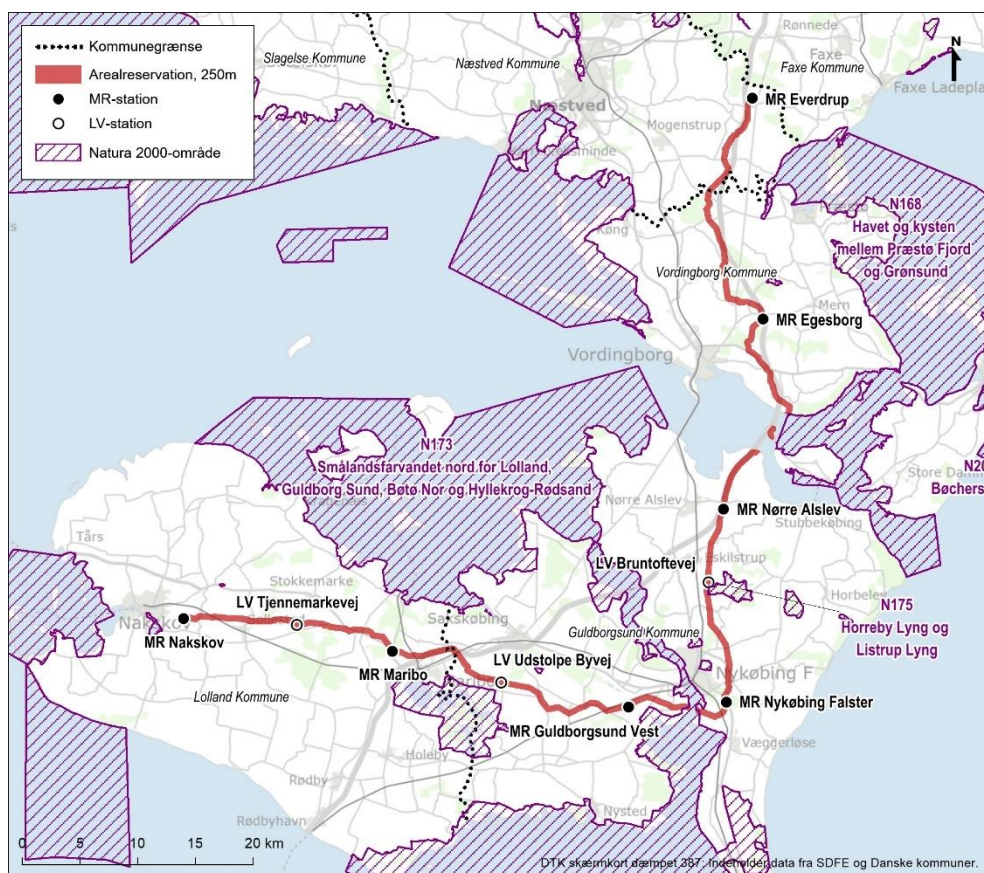 Kommunegrænse
Arealreservation, 250m
MR-station
LV-station
Natura 2000-område
Slagelse Kommune
Næstved Kommune
Rønnede
Faxe
Faxe Kommune
N
Faxe Ladepla
Næstved
MR Everdrup
Mogenstrup
Præstø
N168
Havet og kysten
mellem Præstø Fjord
og Grønsund
Køng
Vordingborg Kommune
Mern
MR Egesborg
Vordingborg
N173
Smålandsfarvandet nord for Lolland,
Guldborg Sund, Bøtø Nor og Hyllekrog-Rødsand
N20
Bøchers
Store Damm
Nørre Alslev
MR Nørre Alslev
Stubbekøbing
Tårs
LV Bruntoftevej
Eskilstrup
Horbelev
Stokkemarke
LV Tjennemarkevej
Sakskøbing
N175
Horreby Lyng og
Listrup Lyng
Nakskov
MR Nakskov
Guldborgsund Kommune
MR Maribo
LV Udstolpe Byvej
Nykøbing F
Lolland Kommune
MR Nykøbing Falster
MR Guldborgsund Vest
Væggerløse
Holeby
Rødby
Nysted
Rødbyhavn
0 5 10 15 20 km
DTK skærmkort dæmpet 387; Indeholder data fra SDFE og Danske kommuner.